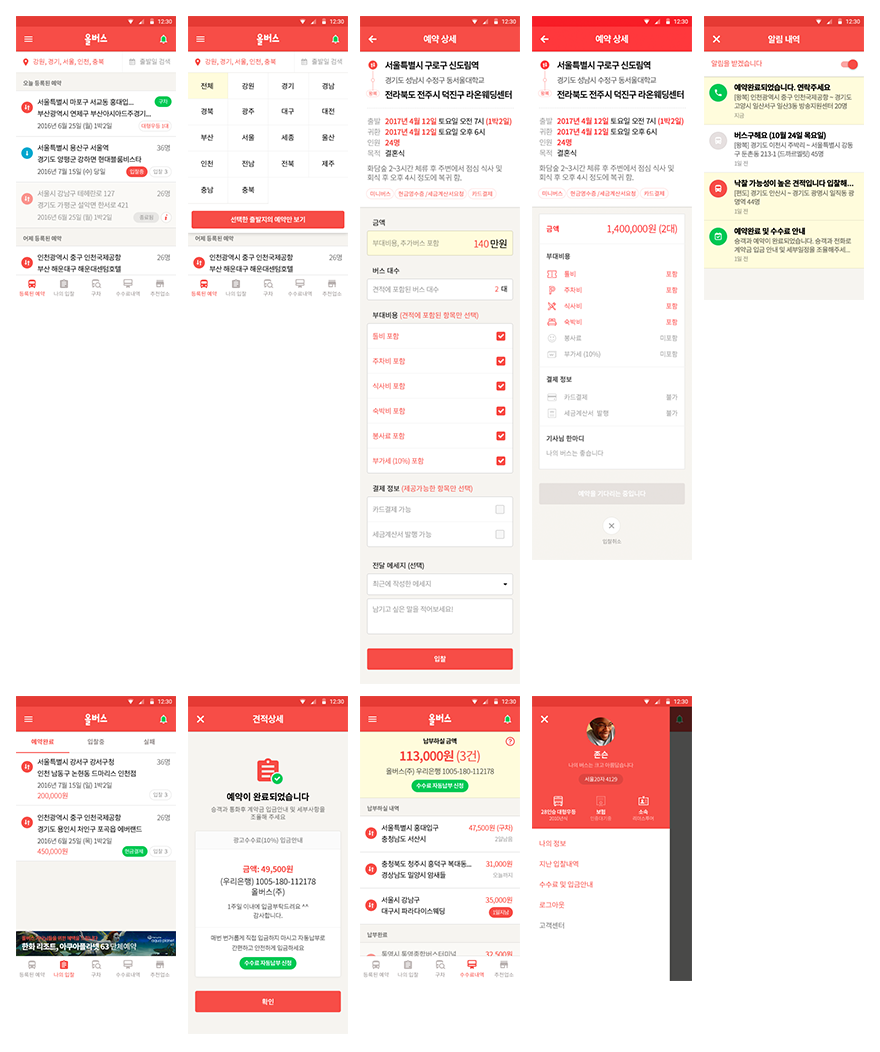 12:30
올버스
강원, 경기, 서울, 인천, 충북
출발일 검색
오늘 등록된 예약
서울특별시 마포구 서교동 홍대입...
구차
부산광역시 연제구 부산아시아드주경기...
2016년 6월 25일 (월) 1박2일
대형우등 1대
서울특별시 용산구 서울역
36명
경기도 양평군 강하면 현대블룸비스타
2016년 7월 15일 (수) 당일
입찰중
입찰 3
서울시 강남구 테헤란로 127
26명
경기도 가평군 설악면 한서로 421
2016년 6월 25일 (월) 1박2일
종료됨
어제 등록된 예약
인천광역시 중구 인천국제공항
26명
부산 해운대구 해운대센텀호텔
등록된 예약
나의 입찰
구차
수수료내역
추천업소
12:30
올버스
강원, 경기, 서울, 인천, 충북
출발일 검색
전체
강원
경기
경남
경북
광주
대구
대전
부산
서울
세종
울산
인천
전남
전북
제주
충남
충북
선택한 출발지의 예약만 보기
어제 등록된 예약
인천광역시 중구 인천국제공항
26명
부산 해운대구 해운대센텀호텔
등록된 예약
나의 입찰
구차
수수료내역
추천업소
12:30
예약 상세
서울특별시 구로구 신도림역
경기도 성남시 수정구 동서울대학교
왕복
전라북도 전주시 덕진구 라온웨딩센터
출발 2017년 4월 12일 토요일 오전 7시 (1박2일)
귀환 2017년 4월 12일 토요일 오후 6시
인원 24명
목적 결혼식
화담숲 2~3시간 체류 후 주변에서 점심 식사 및
회식 후 오후 4시 정도에 복귀 함.
미니버스
현금영수증/세금계산서요청
카드결제
금액
부대비용, 추가버스 포함
140 만원
버스 대수
견적에 포함된 버스 대수
2 대
부대비용 (견적에 포함된 항목만 선택)
톨비 포함
주차비 포함
식사비 포함
숙박비 포함
봉사료 포함
부가세 (10%) 포함
결제 정보 (제공가능한 항목만 선택)
카드결제 가능
세금계산서 발행 가능
전달 메세지 (선택)
최근에 작성한 메세지
남기고 싶은 말을 적어보세요!
입찰
12:30
예약 상세
서울특별시 구로구 신도림역
경기도 성남시 수정구 동서울대학교
왕복
전라북도 전주시 덕진구 라온웨딩센터
출발 2017년 4월 12일 토요일 오전 7시 (1박2일)
귀환 2017년 4월 12일 토요일 오후 6시
인원 24명
목적 결혼식
화담숲 2~3시간 체류 후 주변에서 점심 식사 및
회식 후 오후 4시 정도에 복귀 함.
미니버스
현금영수증/세금계산서요청
카드결제
금액
1,400,000원 (2대)
부대비용
톨비
포함
주차비
포함
식사비
포함
숙박비
포함
봉사료
미포함
부가세 (10%)
미포함
결제 정보
카드결제
불가
세금계산서 발행
불가
기사님 한마디
나의 버스는 좋습니다
예약을 기다리는 중입니다
입찰취소
12:30
알림 내역
알림을 받겠습니다
예약완료되었습니다. 연락주세요
[왕복] 인천광역시 중구 인천국제공항 ~ 경기도
고양시 일산서구 일산3동 방송지원센터 20명
지금
버스구해요 (10월 24일 목요일)
[왕복] 경기도 이천시 주박리 ~ 서울특별시 강동
구 둔촌동 213-1 (드까르멜릿) 45명
1일 전
낙찰 가능성이 높은 견적입니다 입찰해...
[편도] 경기도 안산시 ~ 경기도 광명시 일직동 광
명역 44명
1일 전
예약완료 및 수수료 안내
승객과 예약이 완료되었습니다. 승객과 전화로
계약금 입금 안내 및 세부일정을 조율해주세...
1일 전
12:30
올버스
예약완료
입찰중
실패
서울특별시 강서구 강서구청
36명
인천 남동구 논현동 드마리스 인천점
2016년 7월 15일 (월) 1박2일
200,000원
입찰 3
인천광역시 중구 인천국제공항
26명
경기도 용인시 처인구 포곡읍 에버랜드
2016년 6월 25일 (목) 1박2일
450,000원
현금결제
입찰 3
한화 리조트, 아쿠아플라넷 63 단체예약
등록된 예약
나의 입찰
구차
수수료내역
추천업소
12:30
견적상세
예약이 완료되었습니다
승객과 통화후 계약금 입금안내 및 세부사항을
조율해 주세요
광고수수료(10%) 입금안내
금액: 49,500원
(우리은행) 1005-180-112178
올버스(주)
1주일 이내에 입금부탁드려요 ^^
감사합니다.
매번 번거롭게 직접 입금하지 마시고 자동납부로
간편하고 안전하게 입금하세요
수수료 자동납부 신청
확인
12:30
올버스
납부하실 금액
113,000원 (3건)
올버스(주) 우리은행 1005-180-112178
수수료 자동납부 신청
납부하실 내역
서울특별시 홍대입구
47,500원 (구차)
충청남도 서산시
2일남음
충청북도 청주시 흥덕구 복대동...
31,000원
경상남도 밀양시 암새들
오늘까지
서울시 강남구
35,000원
대구시 파라다이스웨딩
1일지남
납부완료
통영시 통영종합버스터미널
32,500원
등록된 예약
나의 입찰
구차
수수료내역
추천업소
12:30
존슨
나의 버스는 크고 아름답습니다
서울20자 4129
28인승 대형우등
보험
소속
나의 정보
지난 입찰내역
수수료 및 입금안내
로그아웃
고객센터